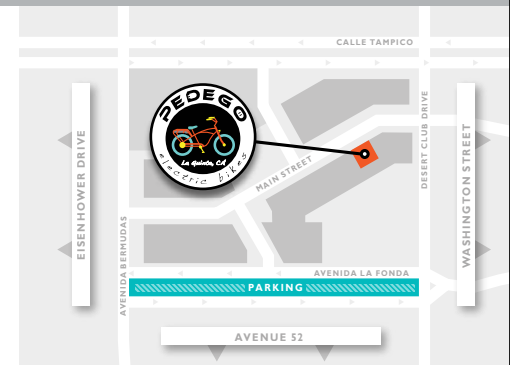 CALLE TAMPICO
PEDEGO
La Quinta, CA
electric bikes
MAIN STREET
DESERT CLUB DRIVE
EISENHOWER DRIVE
WASHINGTON STREET
AVENIDA BERMUDAS
AVENIDA LA FONDA
PARKING
AVENUE 52